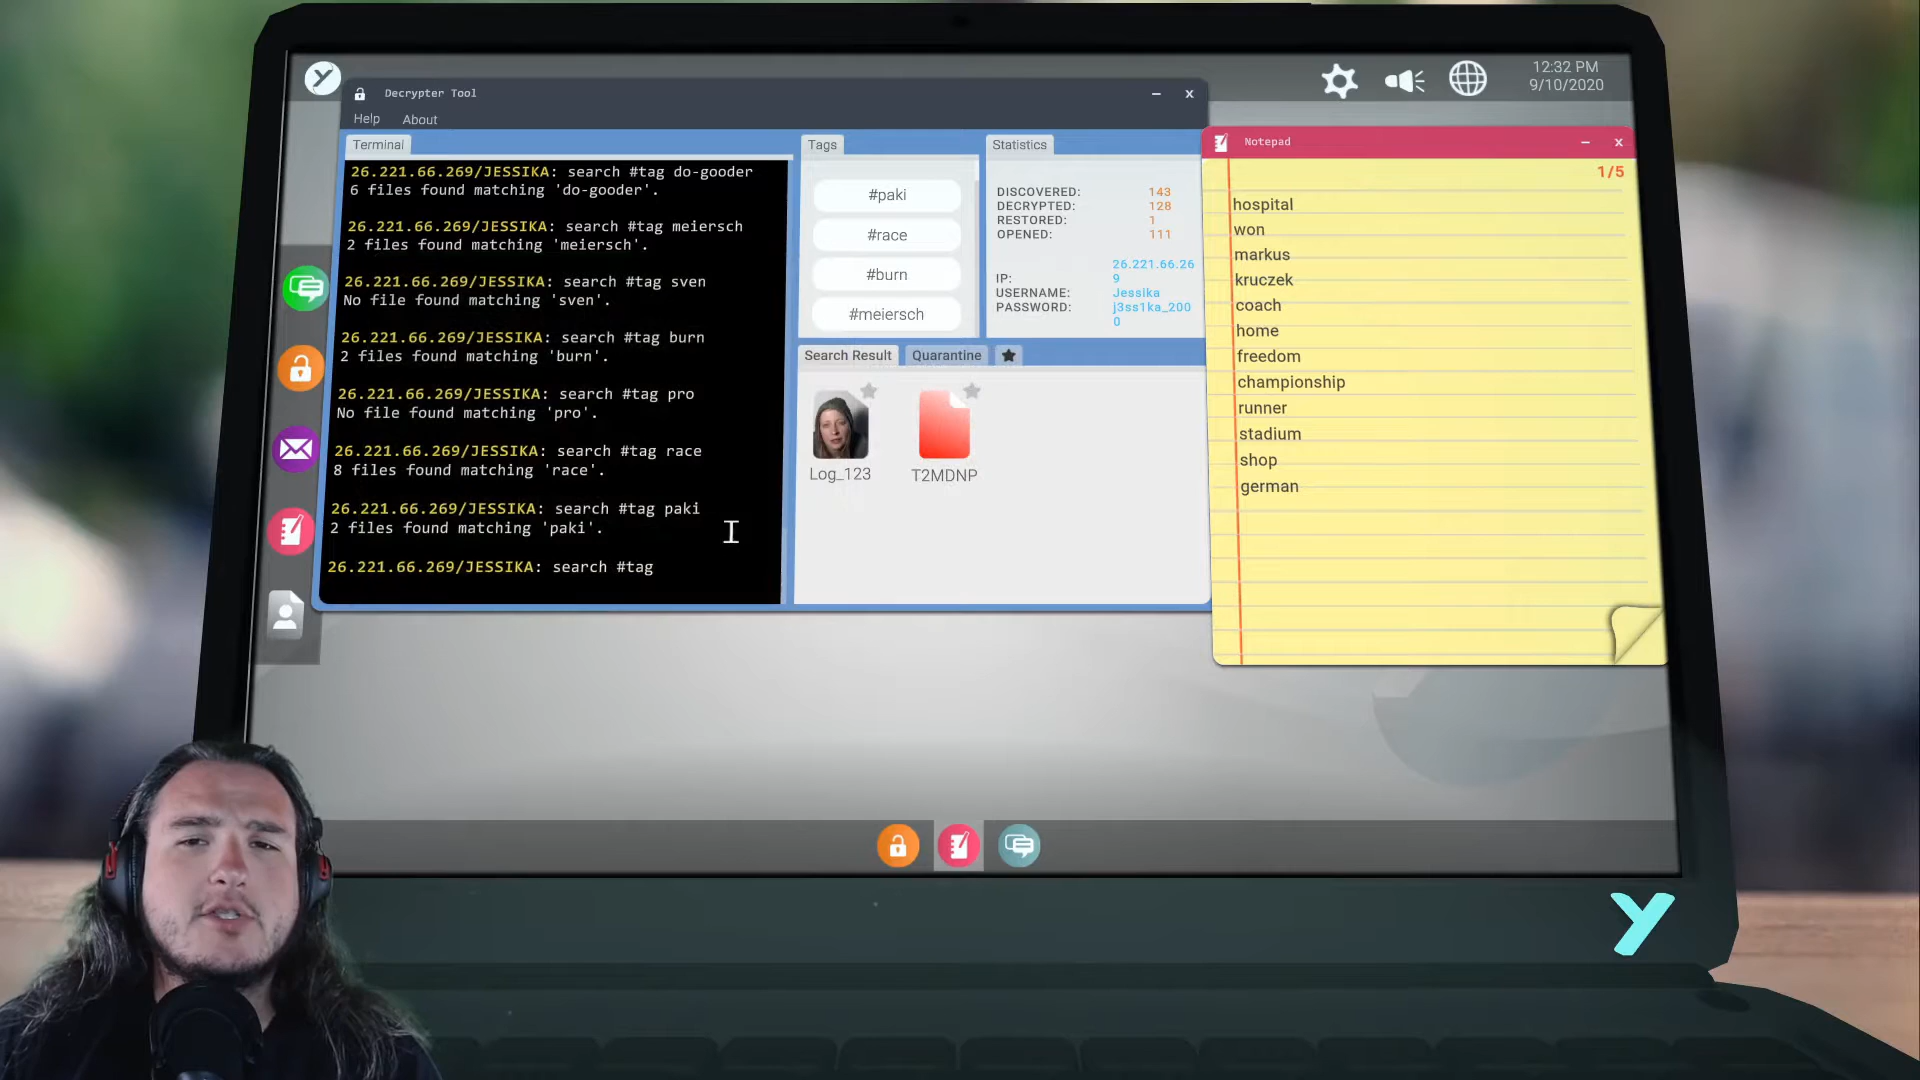 12:32 PM
9/10/2020
Decrypter Tool
Help About
Terminal
26.221.66.269/JESSIKA: search #tag do-gooder
6 files found matching 'do-gooder'.
26.221.66.269/JESSIKA: search #tag meiersch
2 files found matching 'meiersch'.
26.221.66.269/JESSIKA: search #tag sven
No file found matching 'sven'.
26.221.66.269/JESSIKA: search #tag burn
2 files found matching 'burn'.
26.221.66.269/JESSIKA: search #tag pro
No file found matching 'pro'.
26.221.66.269/JESSIKA: search #tag race
8 files found matching 'race'.
26.221.66.269/JESSIKA: search #tag paki
2 files found matching 'paki'.
26.221.66.269/JESSIKA: search #tag
Tags
#paki
#race
#burn
#meiersch
Statistics
DISCOVERED: 143
DECRYPTED: 128
RESTORED: 1
OPENED: 111
IP: 26.221.66.26
9
USERNAME: Jessika
PASSWORD: j3ss1ka_200
0
Search Result Quarantine
Log_123 T2MDNP
Notepad
1/5
hospital
won
markus
kruczek
coach
home
freedom
championship
runner
stadium
shop
german